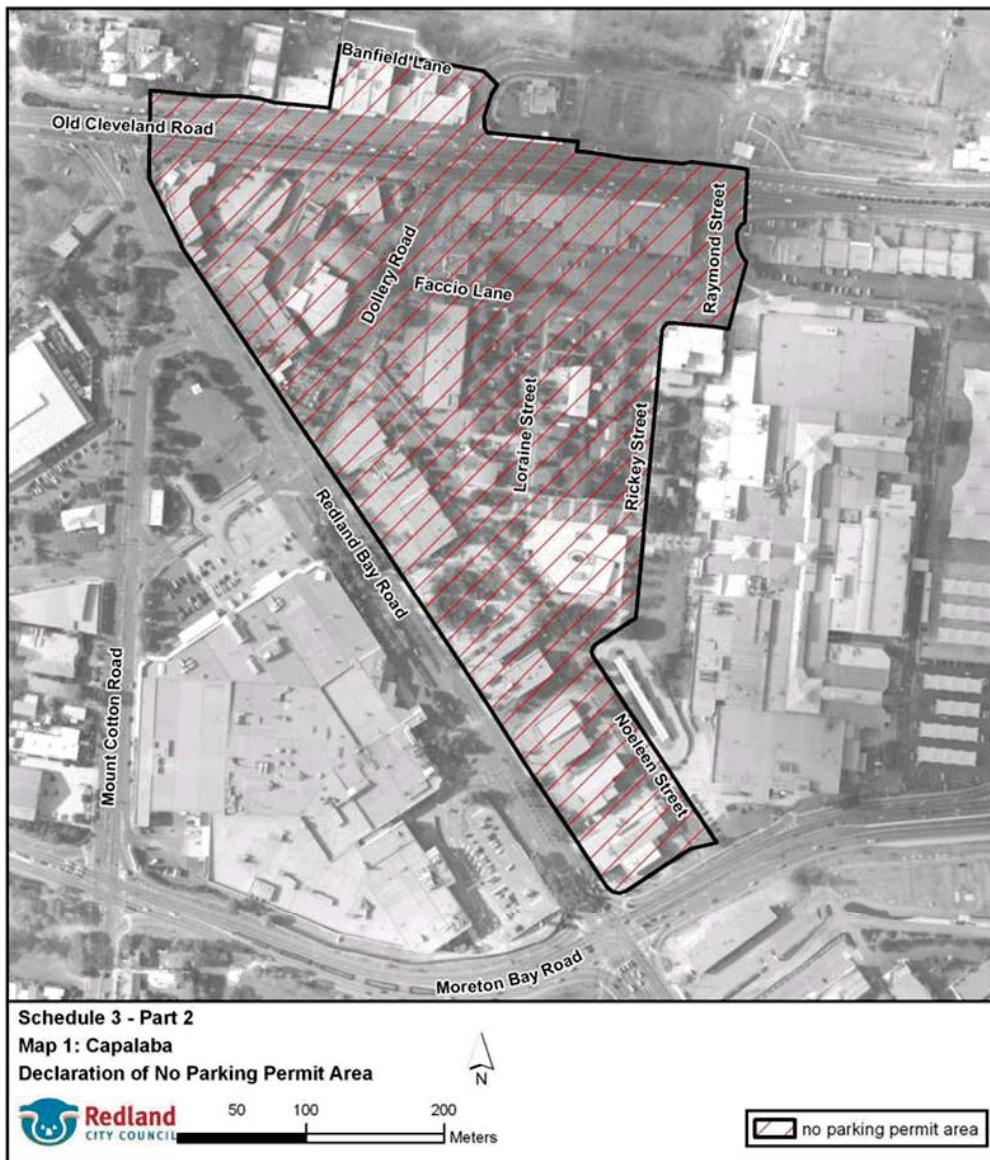 Banfield Lane
Old Cleveland Road
Raymond Street
Dollery Road
Faccio Lane
Loraine Street
Rickey Street
Redland Bay Road
Mount Cotton Road
Noeleen Street
Moreton Bay Road
Schedule 3 - Part 2
Map 1: Capalaba
Declaration of No Parking Permit Area
N
Redland
CITY COUNCIL
50 100 200
Meters
no parking permit area